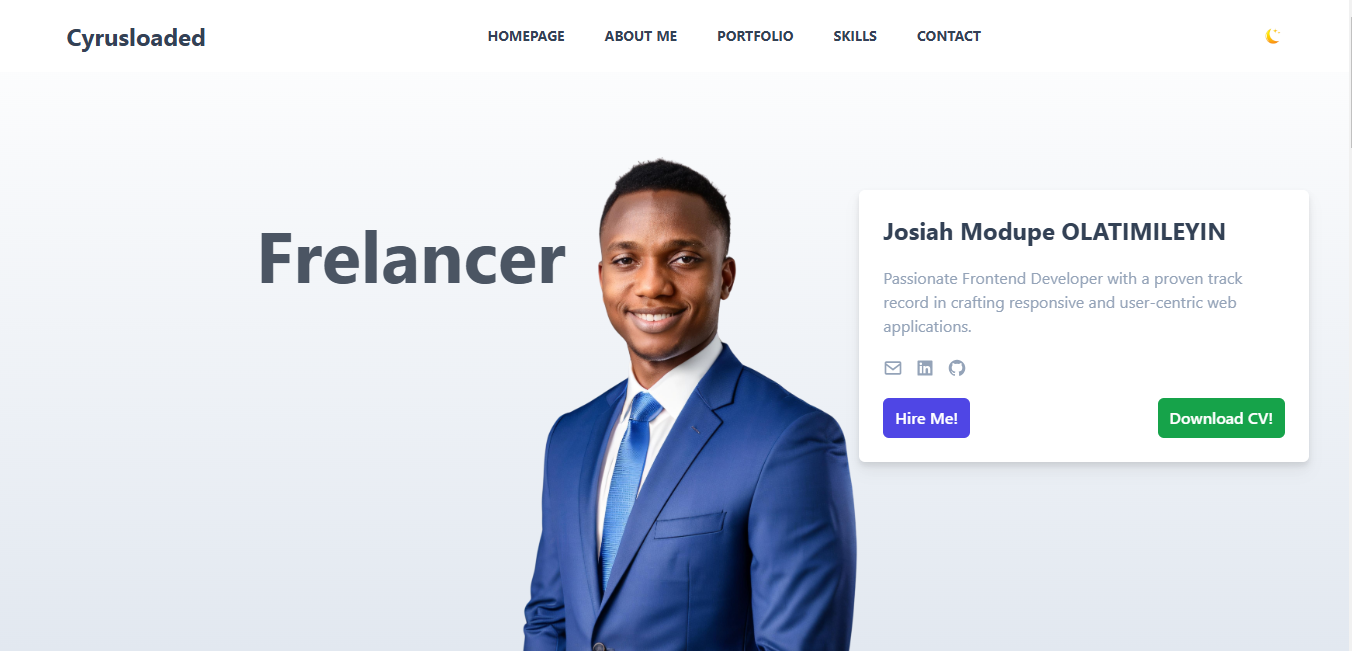 Cyrusloaded
HOMEPAGE
ABOUT ME
PORTFOLIO
SKILLS
CONTACT
Frelancer
Josiah Modupe OLATIMILEYIN
Passionate Frontend Developer with a proven track
record in crafting responsive and user-centric web
applications.
Hire Me!
Download CV!